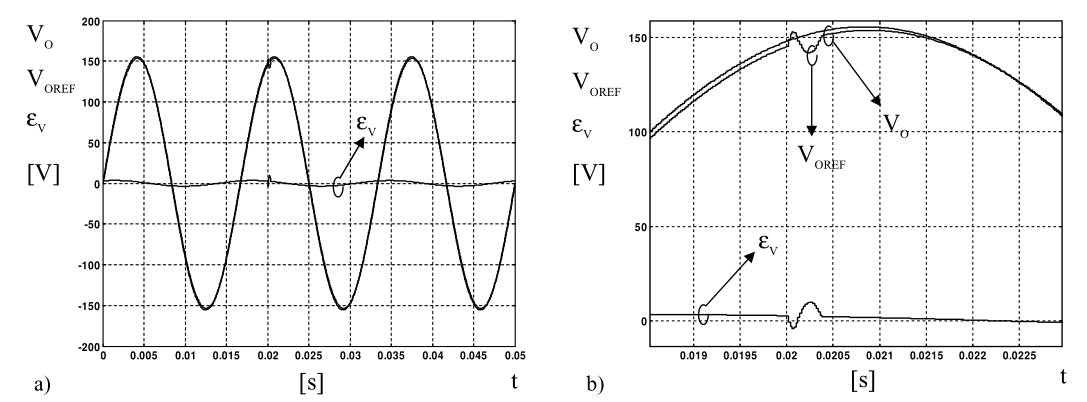 V_O
V_OREF
ε_V
[V]
200
150
100
50
0
-50
-100
-150
-200
ε_V
0 0.005 0.01 0.015 0.02 0.025 0.03 0.035 0.04 0.045 0.05
a) [s] t
V_O
V_OREF
ε_V
[V]
150
100
50
0
V_O
V_OREF
ε_V
0.019 0.0195 0.02 0.0205 0.021 0.0215 0.022 0.0225
b) [s] t